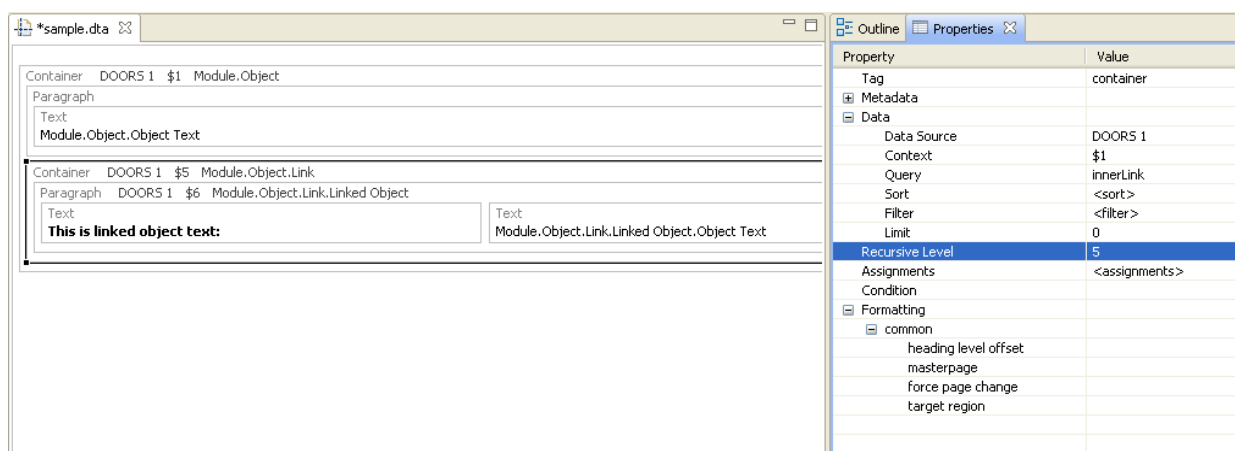 *sample.dta
Container DOORS 1 $1 Module.Object
Paragraph
Text
Module.Object.Object Text
Container DOORS 1 $5 Module.Object.Link
Paragraph DOORS 1 $6 Module.Object.Link.Linked Object
Text
This is linked object text:
Text
Module.Object.Link.Linked Object.Object Text
Outline Properties
Property Value
Tag container
Metadata
Data
Data Source DOORS 1
Context $1
Query innerLink
Sort <sort>
Filter <filter>
Limit 0
Recursive Level 5
Assignments <assignments>
Condition
Formatting
common
heading level offset
masterpage
force page change
target region